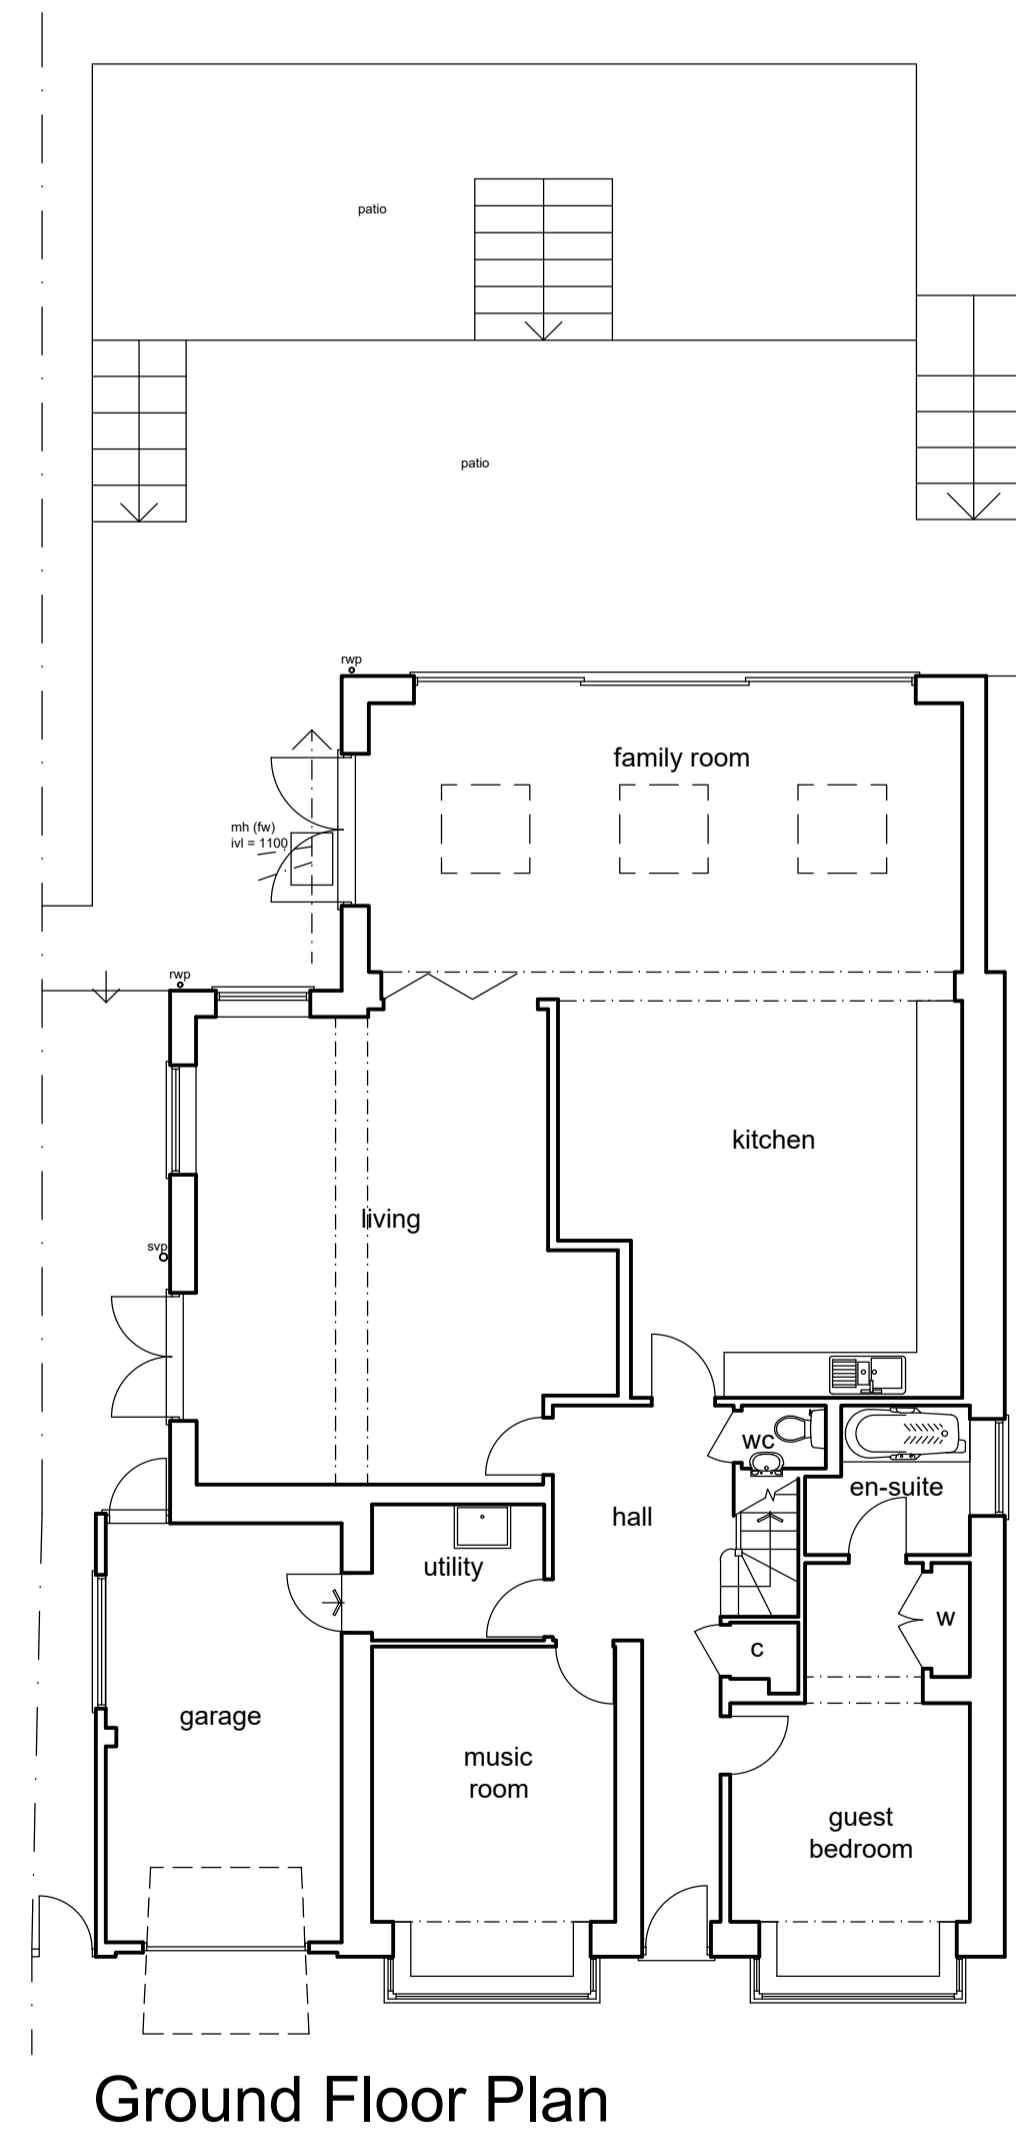 patio
patio
rwp
family room
mh (fw)
ivl = 1100
rwp
kitchen
living
svp
wc
en-suite
hall
utility
w
c
garage
music
room
guest
bedroom
Ground Floor Plan